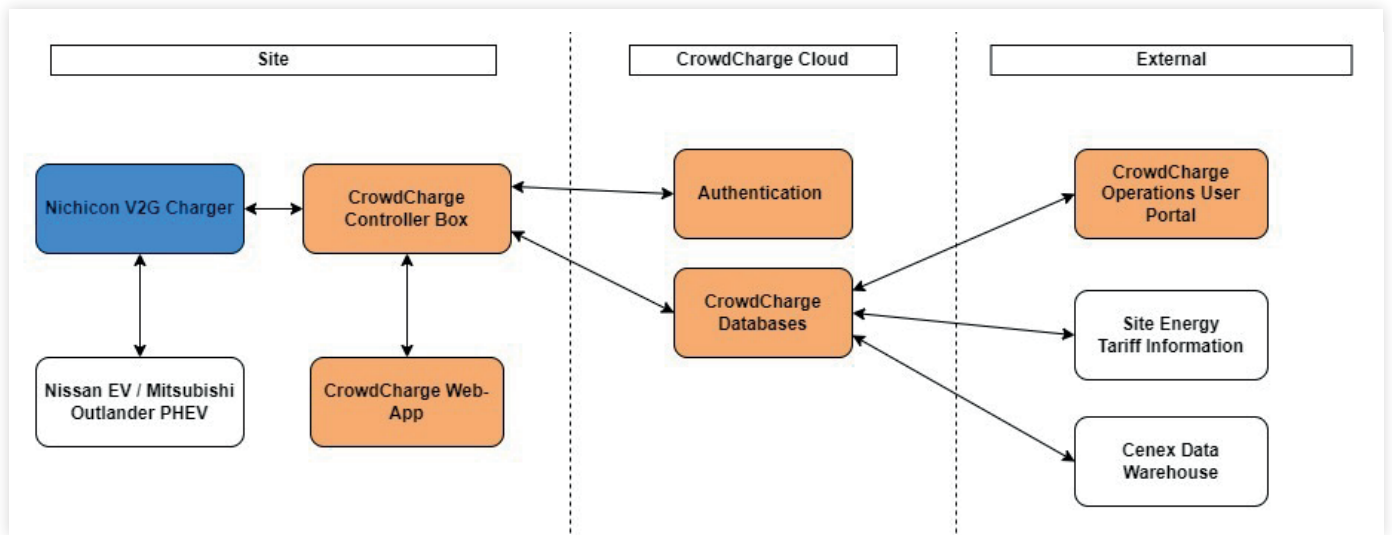 Site
CrowdCharge Cloud
External
Nichicon V2G Charger
CrowdCharge
Controller Box
Authentication
CrowdCharge
Operations User
Portal
CrowdCharge
Databases
Site Energy
Tariff Information
Nissan EV / Mitsubishi
Outlander PHEV
CrowdCharge Web-
App
Cenex Data
Warehouse